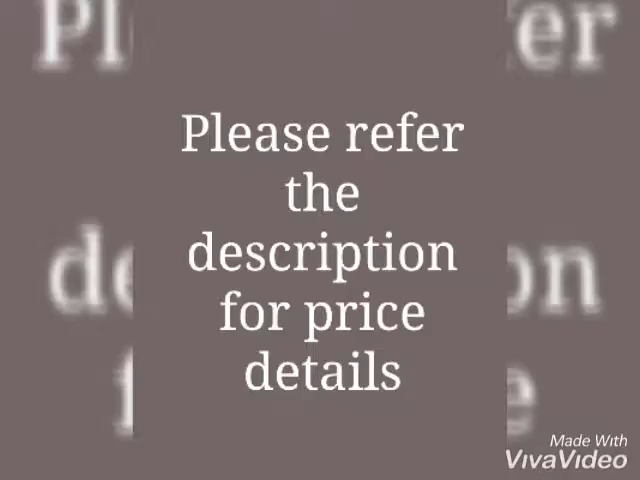 Please refer
the
description
for price
details
Made With
VivaVideo